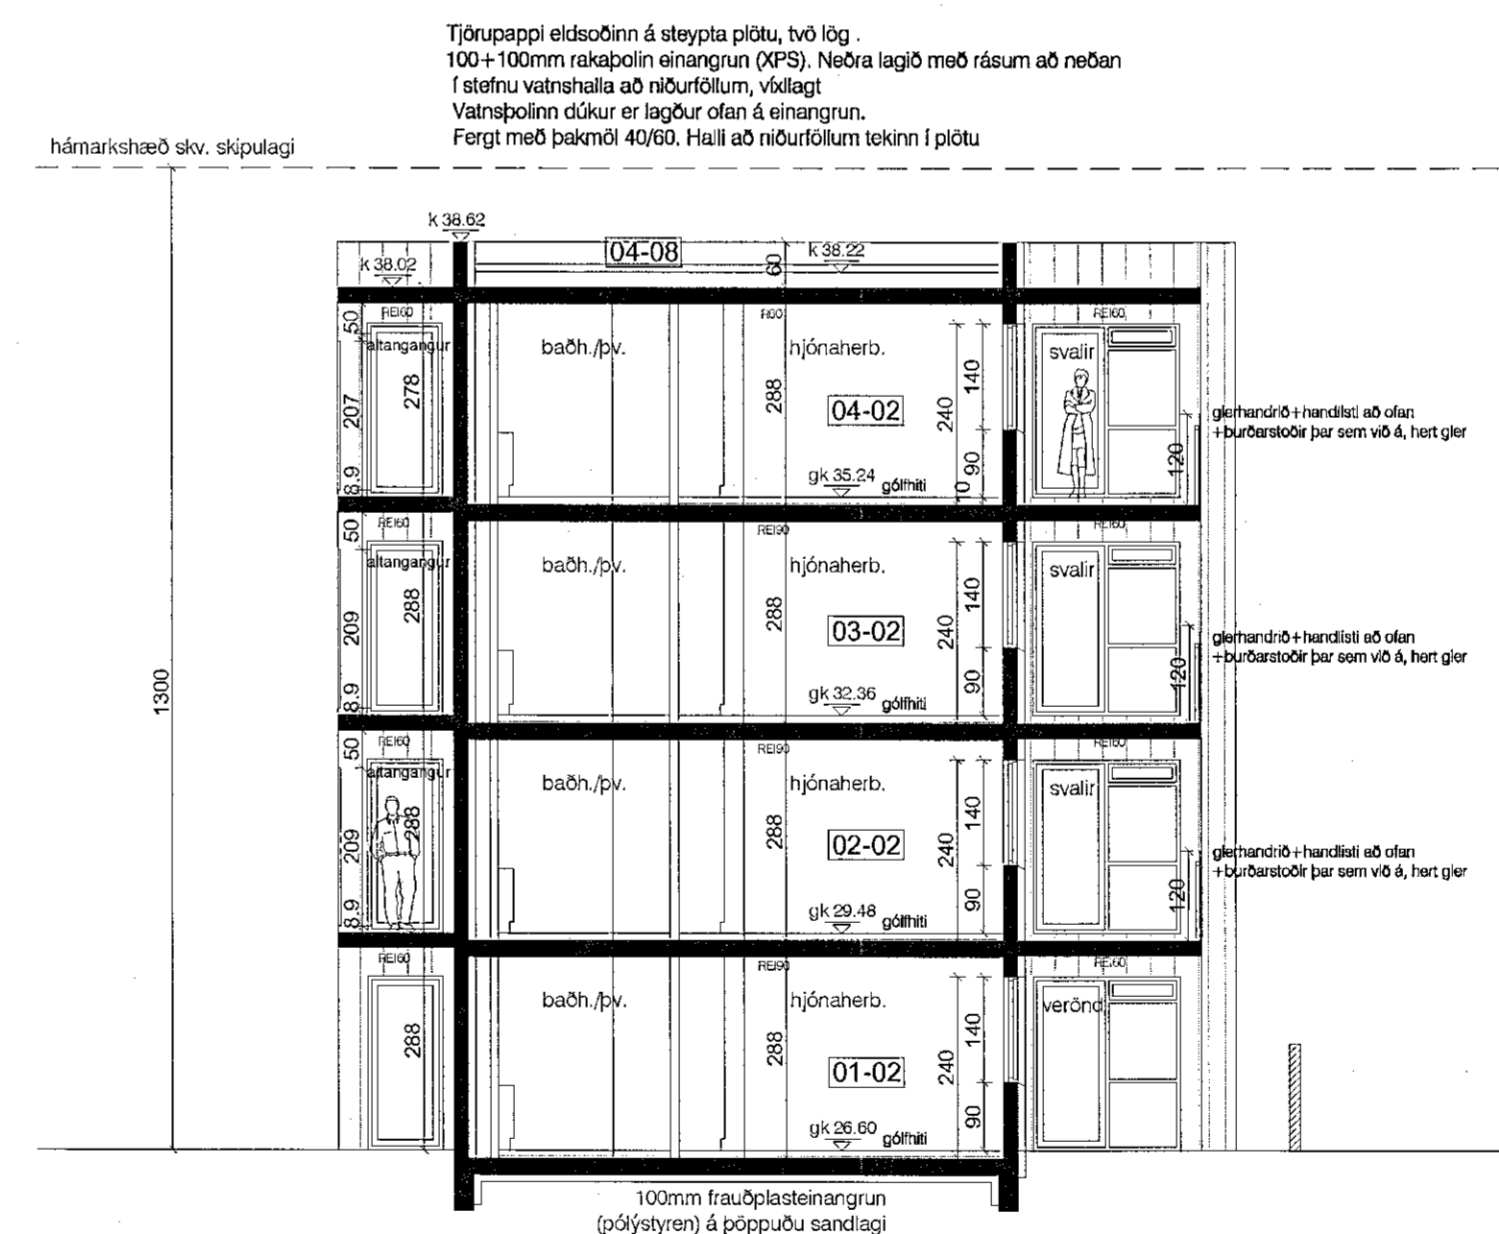 Tjörupappi eldsoðinn á steypta plötu, tvö lög .
100+100mm rakaþolin einangrun (XPS). Neðra lagið með rásum að neðan
í stefnu vatnshalla að niðurföllum, víxllagt
Vatnsþolinn dúkur er lagður ofan á einangrun.
Fergt með þakmöl 40/60. Halli að niðurföllum tekinn í plötu
hámarkshæð skv. skipulagi
k 38.62
04-08
k 38.22
k 38.02
60
REI60
R60
REI60
50
altangangur
baðh./þv.
hjónaherb.
svalir
278
288
140
207
04-02
240
glerhandrið+handlisti að ofan
+burðarstoðir þar sem við á, hert gler
120
90
8.9
gk 35.24
gólfhiti
10
50
REI60
REI90
REI60
altangangur
baðh./þv.
hjónaherb.
svalir
288
288
140
209
03-02
240
glerhandrið+handlisti að ofan
+burðarstoðir þar sem við á, hert gler
120
90
8.9
gk 32.36
gólfhiti
1300
50
REI60
REI90
REI60
altangangur
baðh./þv.
hjónaherb.
svalir
288
288
140
209
02-02
240
glerhandrið+handlisti að ofan
+burðarstoðir þar sem við á, hert gler
120
90
8.9
gk 29.48
gólfhiti
REI60
REI90
REI60
baðh./þv.
hjónaherb.
verönd
288
288
140
01-02
240
90
gk 26.60
gólfhiti
100mm frauðplasteinangrun
(pólýstyren) á þöppuðu sandlagi